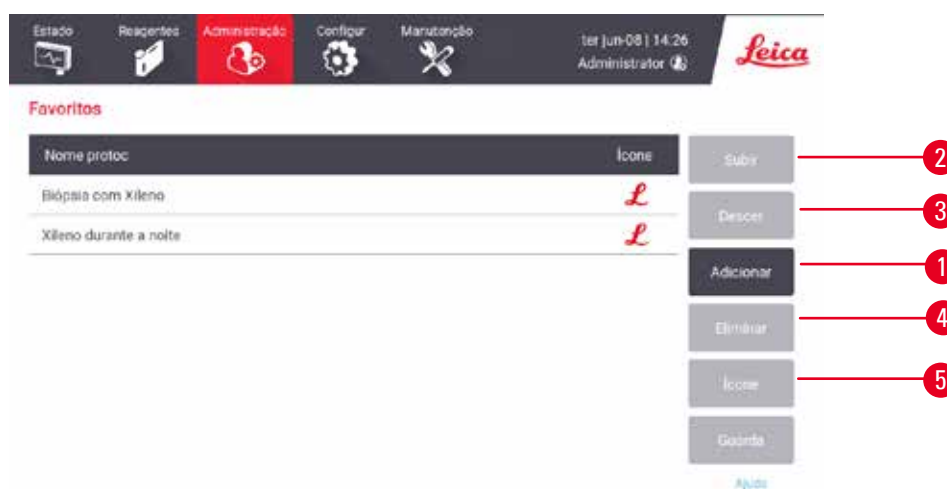 Estado Reagentes Administração Configur Manutenção
ter jun-08 | 14:26
Administrator
Leica
Favoritos
Nome protoc Ícone
Biópsia com Xileno L
Xileno durante a noite L
Subir 2
Descer 3
Adicionar 1
Eliminar 4
Ícone 5
Guarda
Ajuda